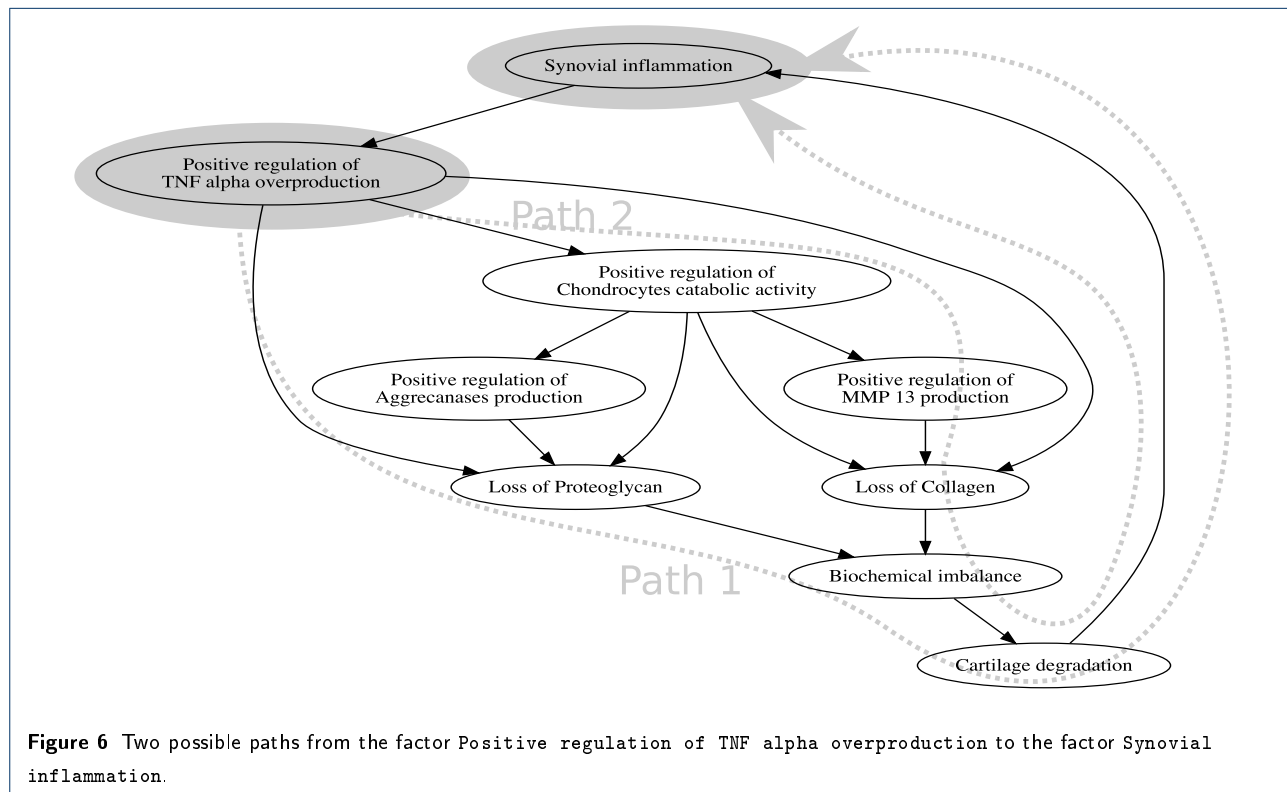 Synovial inflammation
Positive regulation of
TNF alpha overproduction
Path 2
Positive regulation of
Chondrocytes catabolic activity
Positive regulation of
Aggrecanases production
Positive regulation of
MMP 13 production
Loss of Proteoglycan
Loss of Collagen
Path 1
Biochemical imbalance
Cartilage degradation
Figure 6 Two possible paths from the factor Positive regulation of TNF alpha overproduction to the factor Synovial
inflammation.